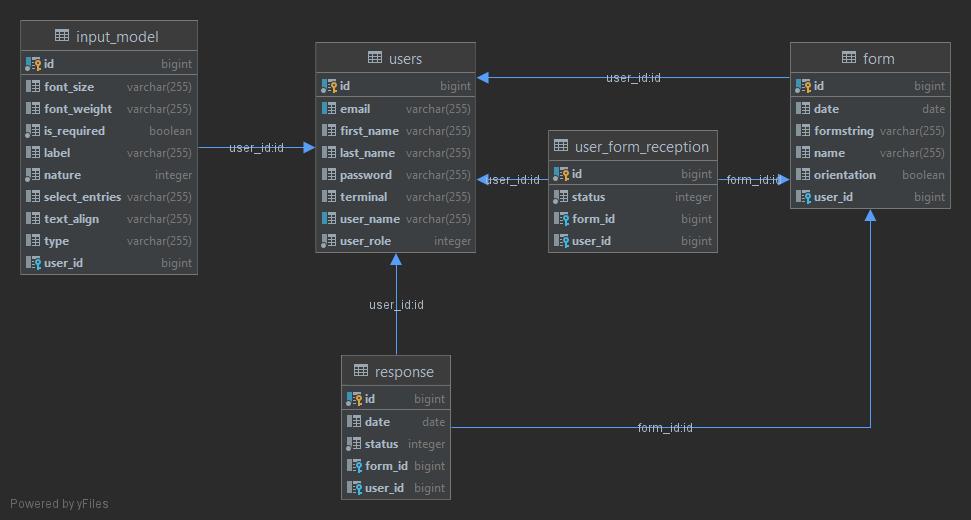 input_model
id bigint
font_size varchar(255)
font_weight varchar(255)
is_required boolean
label varchar(255)
nature integer
select_entries varchar(255)
text_align varchar(255)
type varchar(255)
user_id bigint
user_id:id
users
id bigint
email varchar(255)
first_name varchar(255)
last_name varchar(255)
password varchar(255)
terminal varchar(255)
user_name varchar(255)
user_role integer
user_id:id
user_id:id
user_form_reception
id bigint
status integer
form_id bigint
user_id bigint
form_id:id
form
id bigint
date date
formstring varchar(255)
name varchar(255)
orientation boolean
user_id bigint
user_id:id
response
id bigint
date date
status integer
form_id bigint
user_id bigint
form_id:id
Powered by yFiles